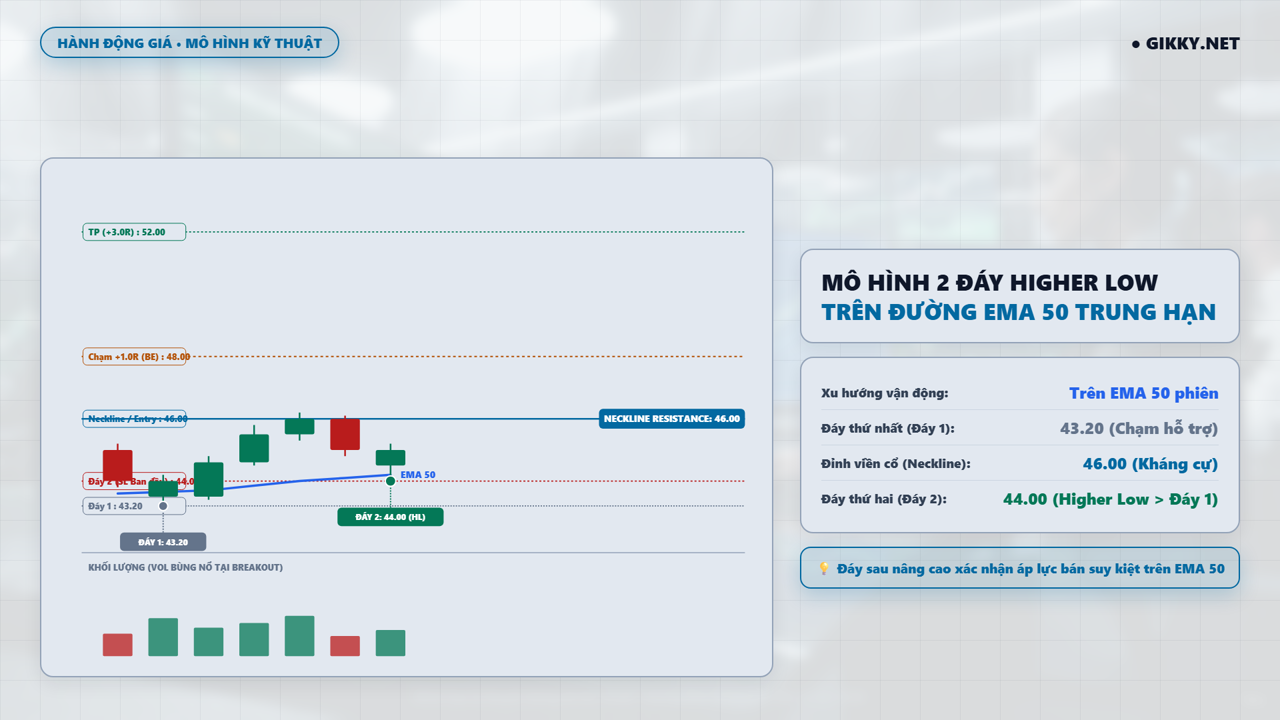 HÀNH ĐỘNG GIÁ • MÔ HÌNH KỸ THUẬT
● GIKKY.NET
TP (+3.0R) : 52.00
Chạm +1.0R (BE) : 48.00
Neckline / Entry : 46.00
NECKLINE RESISTANCE: 46.00
EMA 50
Đáy 1 : 43.20
ĐÁY 2: 44.00 (HL)
ĐÁY 1: 43.20
KHỐI LƯỢNG (VOL BÙNG NỔ TẠI BREAKOUT)
MÔ HÌNH 2 ĐÁY HIGHER LOW
TRÊN ĐƯỜNG EMA 50 TRUNG HẠN
Xu hướng vận động: Trên EMA 50 phiên
Đáy thứ nhất (Đáy 1): 43.20 (Chạm hỗ trợ)
Đỉnh viền cổ (Neckline): 46.00 (Kháng cự)
Đáy thứ hai (Đáy 2): 44.00 (Higher Low > Đáy 1)
💡 Đáy sau nâng cao xác nhận áp lực bán suy kiệt trên EMA 50